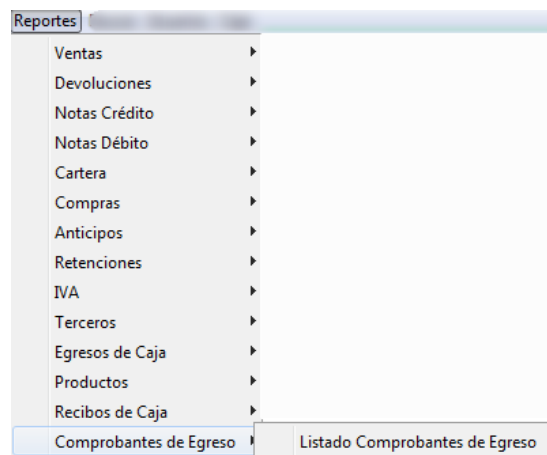 Reportes
Ventas
Devoluciones
Notas Crédito
Notas Débito
Cartera
Compras
Anticipos
Retenciones
IVA
Terceros
Egresos de Caja
Productos
Recibos de Caja
Comprobantes de Egreso
Listado Comprobantes de Egreso